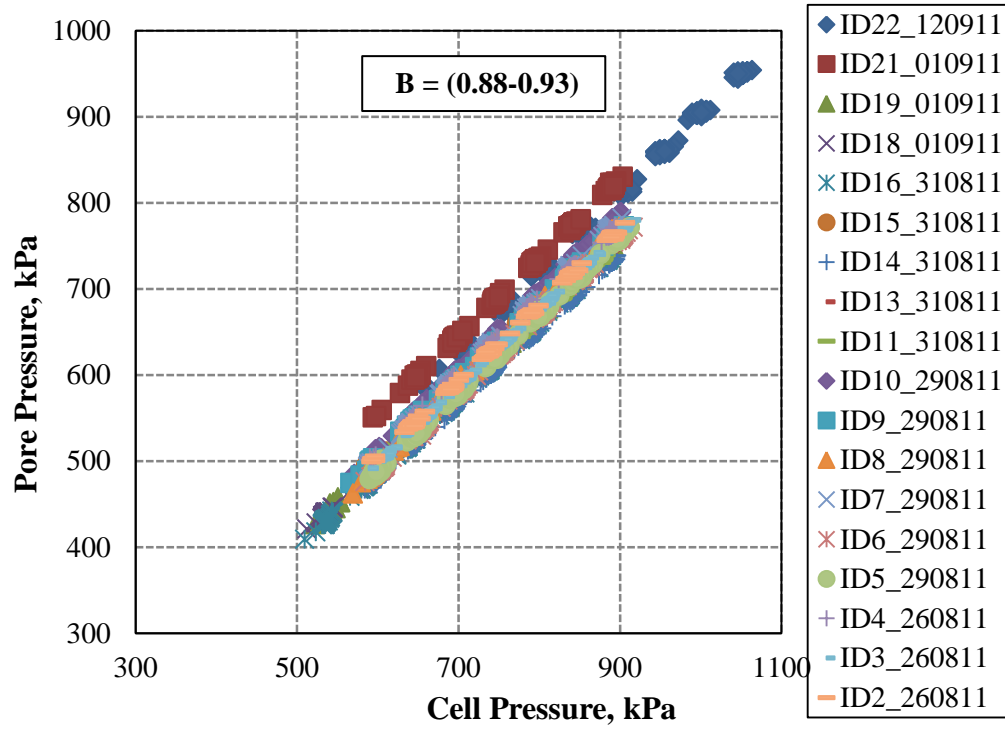 1000
900
800
700
600
500
400
300
300
500
700
900
1100
Pore Pressure, kPa
Cell Pressure, kPa
B = (0.88-0.93)
ID22_120911
ID21_010911
ID19_010911
ID18_010911
ID16_310811
ID15_310811
ID14_310811
ID13_310811
ID11_310811
ID10_290811
ID9_290811
ID8_290811
ID7_290811
ID6_290811
ID5_290811
ID4_260811
ID3_260811
ID2_260811